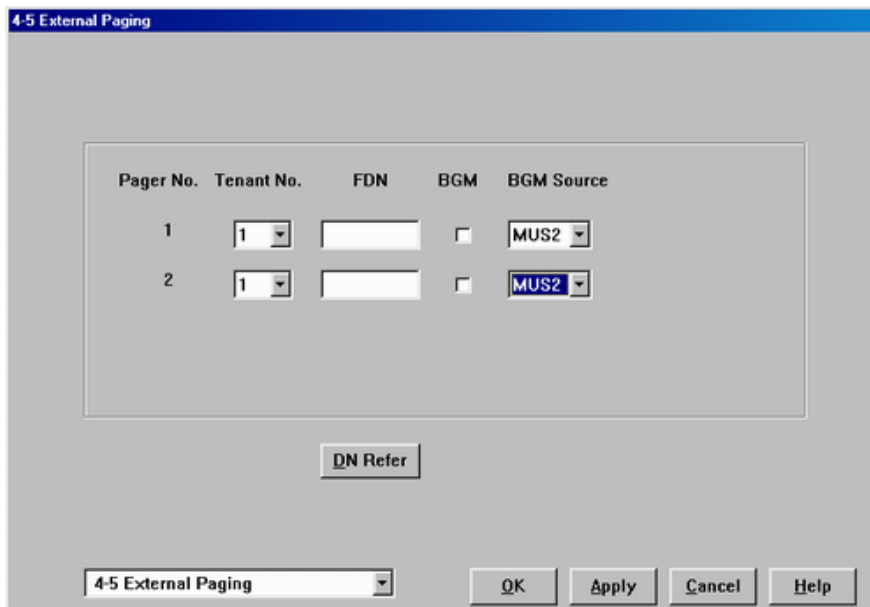 4-5 External Paging
Pager No. Tenant No. FDN BGM BGM Source
1 1 MUS2
2 1 MUS2
DN Refer
4-5 External Paging OK Apply Cancel Help